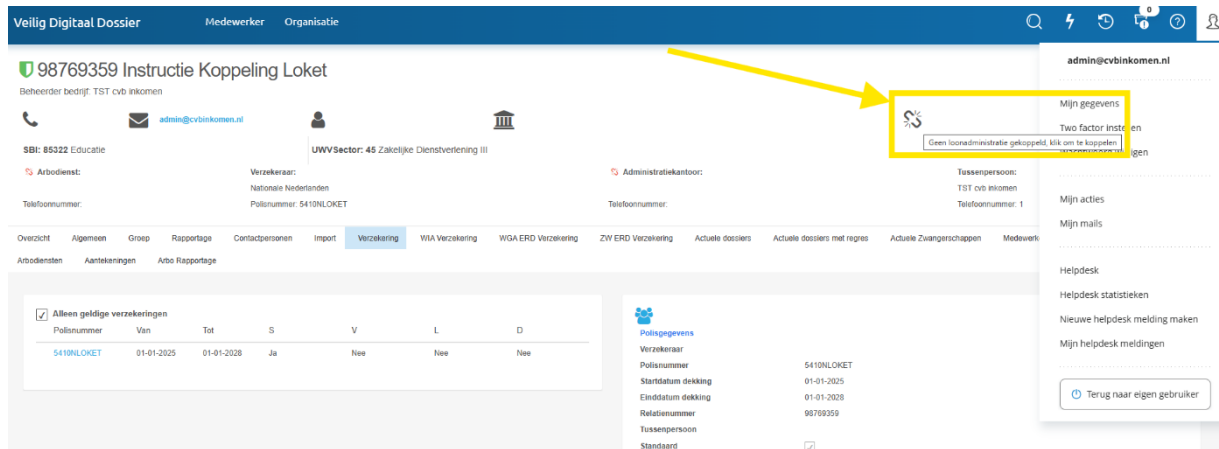 Veilig Digitaal Dossier Medewerker Organisatie 0
98769359 Instructie Koppeling Loket
Beheerder bedrijf: TST cvb inkomen
admin@cvbinkomen.nl
SBI: 85322 Educatie UWVSector: 45 Zakelijke Dienstverlening III
Arbodienst: Verzekeraar: Administratiekantoor: Tussenpersoon:
Nationale Nederlanden TST cvb inkomen
Telefoonnummer: Polisnummer: 5410NLOKET Telefoonnummer: Telefoonnummer: 1
Overzicht Algemeen Groep Rapportage Contactpersonen Import Verzekering WIA Verzekering WGA ERD Verzekering ZW ERD Verzekering Actuele dossiers Actuele dossiers met regres Actuele Zwangerschappen Medewerk
Arbodiensten Aantekeningen Arbo Rapportage
Alleen geldige verzekeringen
Polisnummer Van Tot S V L D
5410NLOKET 01-01-2025 01-01-2028 Ja Nee Nee Nee
Polisgegevens
Verzekeraar
Polisnummer 5410NLOKET
Startdatum dekking 01-01-2025
Einddatum dekking 01-01-2028
Relatienummer 98769359
Tussenpersoon
Standaard
admin@cvbinkomen.nl
Mijn gegevens
Two factor instellen
Geen loonadministratie gekoppeld, klik om te koppelen
Mijn acties
Mijn mails
Helpdesk
Helpdesk statistieken
Nieuwe helpdesk melding maken
Mijn helpdesk meldingen
Terug naar eigen gebruiker